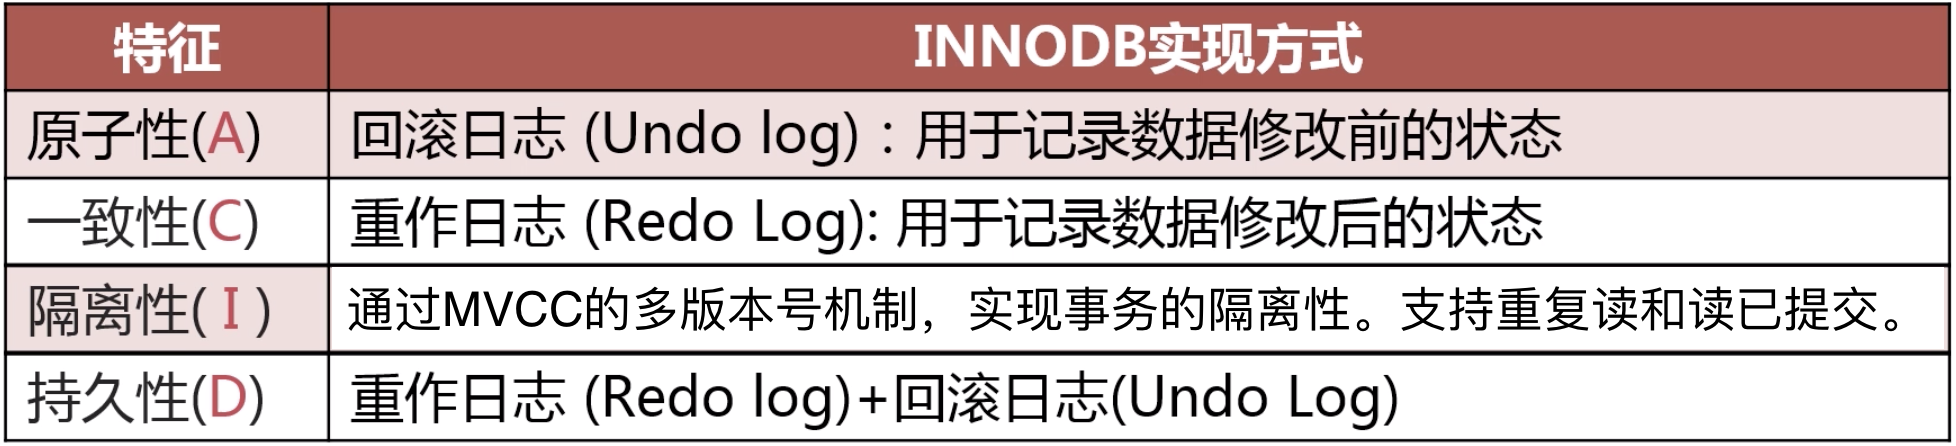 特征 INNODB实现方式
原子性(A) 回滚日志 (Undo log)：用于记录数据修改前的状态
一致性(C) 重作日志 (Redo Log): 用于记录数据修改后的状态
隔离性( I ) 通过MVCC的多版本号机制，实现事务的隔离性。支持重复读和读已提交。
持久性(D) 重作日志 (Redo log)+回滚日志(Undo Log)